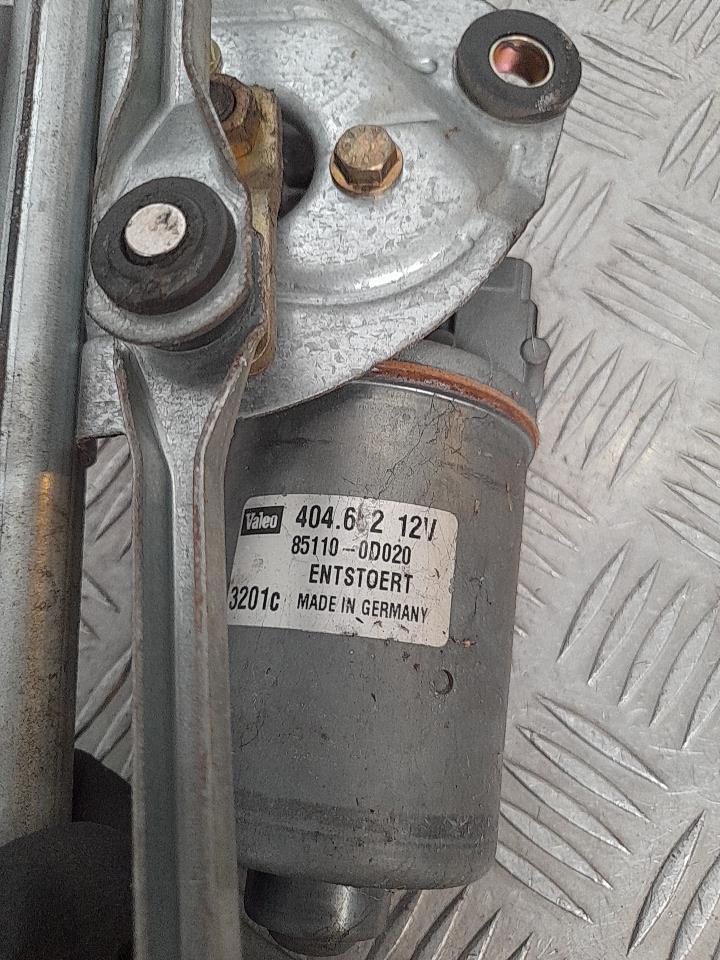 Valeo 12V
85110-0D020
ENTSTOERT
3201c MADE IN GERMANY